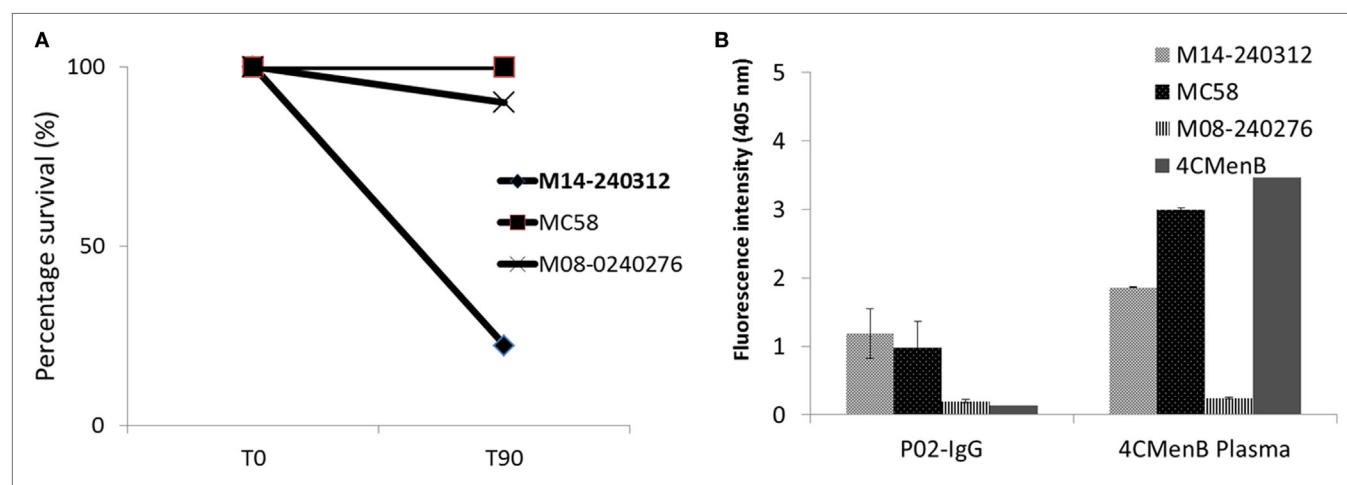 A
Percentage survival (%)
100
50
0
T0
T90
M14-240312
MC58
M08-0240276
B
Fluorescence intensity (405 nm)
5
4
3
2
1
0
P02-IgG
4CMenB Plasma
M14-240312
MC58
M08-240276
4CMenB